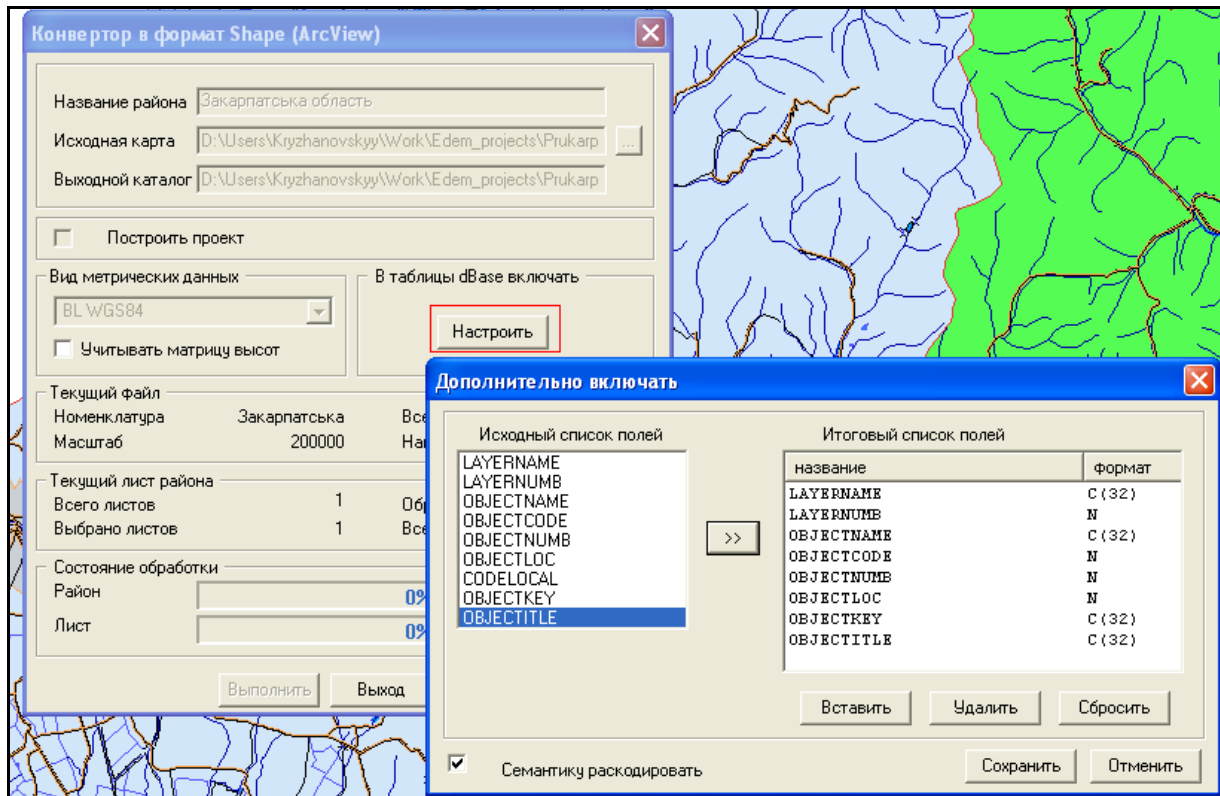 Конвертор в формат Shape (ArcView)
Название района Закарпатська область
Исходная карта D:\Users\Kryzhanovskyy\Work\Edem_projects\Prukarp ...
Выходной каталог D:\Users\Kryzhanovskyy\Work\Edem_projects\Prukarp
Построить проект
Вид метрических данных
BL WGS84
Учитывать матрицу высот
В таблицы dBase включать
Настроить
Текущий файл
Номенклатура Закарпатська Все
Масштаб 200000
Текущий лист района
Всего листов 1
Выбрано листов 1 Все
Состояние обработки
Район 0%
Лист 0%
Выполнить Выход
Дополнительно включать
Исходный список полей
LAYERNAME
LAYERNUMB
OBJECTNAME
OBJECTCODE
OBJECTNUMB
OBJECTLOC
CODELOCAL
OBJECTKEY
OBJECTITLE
>>
Итоговый список полей
название формат
LAYERNAME C(32)
LAYERNUMB N
OBJECTNAME C(32)
OBJECTCODE N
OBJECTNUMB N
OBJECTLOC N
OBJECTKEY C(32)
OBJECTITLE C(32)
Вставить Удалить Сбросить
Семантику раскодировать
Сохранить Отменить